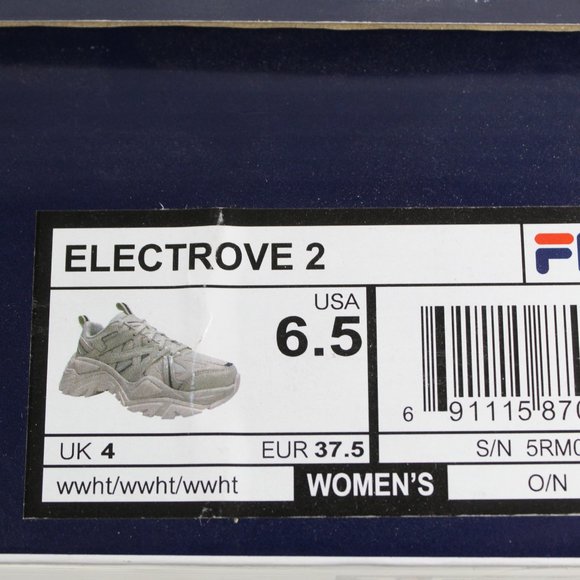 ELECTROVE 2
USA
6.5
UK 4 EUR 37.5
6 91115 870
S/N 5RM0
wwht/wwht/wwht WOMEN'S O/N